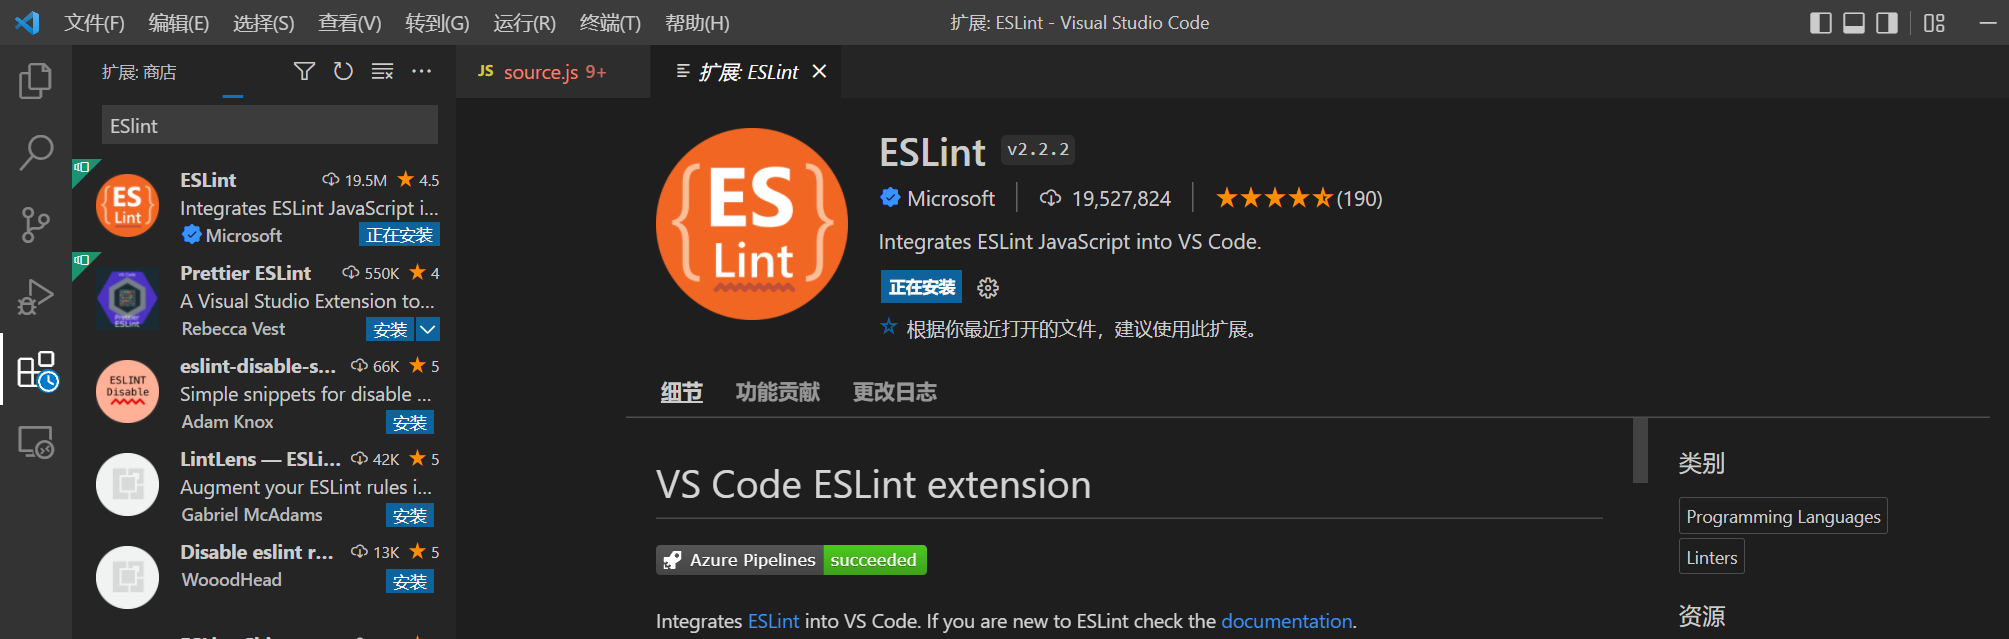 文件(F) 编辑(E) 选择(S) 查看(V) 转到(G) 运行(R) 终端(T) 帮助(H) 扩展: ESLint - Visual Studio Code
扩展: 商店
JS source.js 9+ 扩展: ESLint
ESlint
ESLint 19.5M 4.5
Integrates ESLint JavaScript i...
Microsoft 正在安装
Prettier ESLint 550K 4
A Visual Studio Extension to...
Rebecca Vest 安装
eslint-disable-s... 66K 5
Simple snippets for disable ...
Adam Knox 安装
LintLens — ESLi... 42K 5
Augment your ESLint rules i...
Gabriel McAdams 安装
Disable eslint r... 13K 5
WooodHead 安装
ES
Lint
VS Code
Prettier
ESLint
ESLINT
Disable
ES
Lint
ESLint v2.2.2
Microsoft 19,527,824 (190)
Integrates ESLint JavaScript into VS Code.
正在安装
根据你最近打开的文件，建议使用此扩展。
细节 功能贡献 更改日志
VS Code ESLint extension
Azure Pipelines succeeded
Integrates ESLint into VS Code. If you are new to ESLint check the documentation.
类别
Programming Languages
Linters
资源